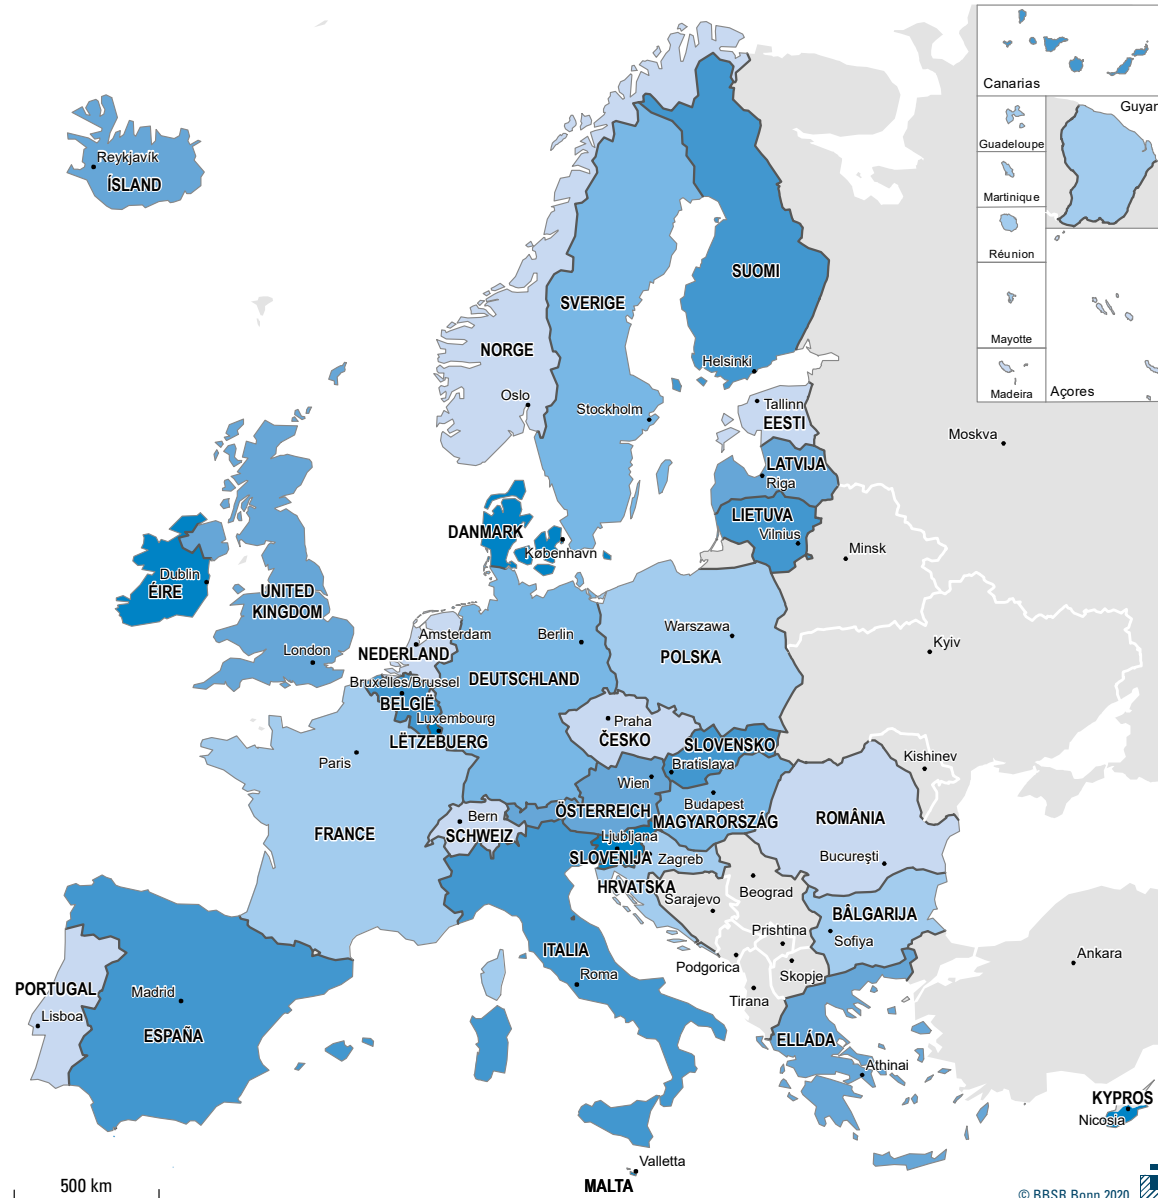 Canarias
Guyan
Guadeloupe
Martinique
Réunion
Mayotte
Madeira
Açores
Reykjavík
ÍSLAND
SUOMI
SVERIGE
NORGE
Helsinki
Oslo
Stockholm
Tallinn
EESTI
Moskva
LATVIJA
Riga
LIETUVA
Vilnius
DANMARK
København
Minsk
Dublin
ÉIRE
UNITED
KINGDOM
London
Amsterdam
NEDERLAND
Berlin
Warszawa
POLSKA
Kyiv
Bruxelles/Brussel
BELGIË
DEUTSCHLAND
Luxembourg
LËTZEBUERG
Praha
ČESKO
SLOVENSKO
Bratislava
Kishinev
Paris
Wien
ÖSTERREICH
Budapest
MAGYARORSZÁG
FRANCE
Bern
SCHWEIZ
ROMÂNIA
Bucureşti
Ljubljana
SLOVENIJA
Zagreb
HRVATSKA
Sarajevo
Beograd
BÂLGARIJA
Sofiya
Prishtina
Podgorica
Skopje
Tirana
ITALIA
Roma
Ankara
PORTUGAL
Lisboa
Madrid
ESPAÑA
ELLÁDA
Athinai
KYPROS
Nicosia
Valletta
MALTA
500 km
© BBSR Bonn 2020